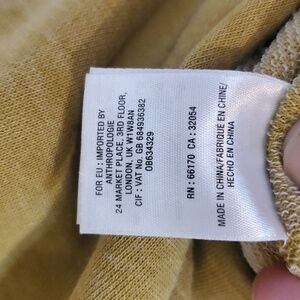 FOR EU : IMPORTED BY
ANTHROPOLOGIE
24 MARKET PLACE, 3RD FLOOR,
LONDON, UK W1W8AN
CIF : VAT No. GB 684936382
OB634329
RN : 66170 CA : 32054
MADE IN CHINA/FABRIQUÉ EN CHINE/
HECHO EN CHINA